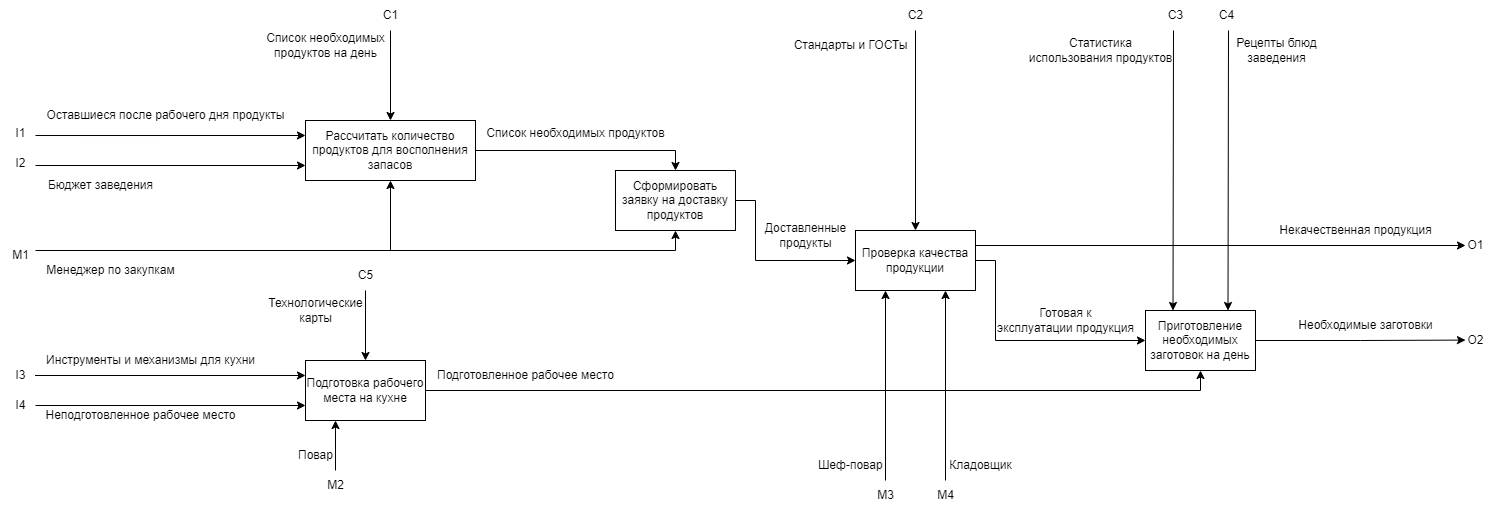 C1
C2
C3
C4
Список необходимых
продуктов на день
Стандарты и ГОСТы
Статистика
использования продуктов
Рецепты блюд
заведения
Оставшиеся после рабочего дня продукты
I1
I2
Бюджет заведения
Рассчитать количество
продуктов для восполнения
запасов
Список необходимых продуктов
Сформировать
заявку на доставку
продуктов
Доставленные
продукты
M1
Менеджер по закупкам
Проверка качества
продукции
Некачественная продукция
O1
C5
Технологические
карты
Готовая к
эксплуатации продукция
Приготовление
необходимых
заготовок на день
Необходимые заготовки
O2
Инструменты и механизмы для кухни
I3
I4
Неподготовленное рабочее место
Подготовка рабочего
места на кухне
Подготовленное рабочее место
Повар
M2
Шеф-повар
Кладовщик
M3
M4